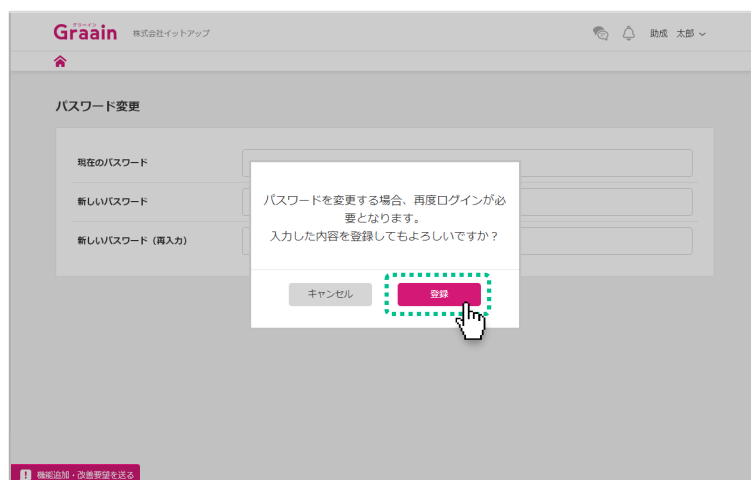 グラーイン
Graain 株式会社イットアップ 助成 太郎
パスワード変更
現在のパスワード
新しいパスワード
新しいパスワード（再入力）
パスワードを変更する場合、再度ログインが必
要となります。
入力した内容を登録してもよろしいですか？
キャンセル 登録
機能追加・改善要望を送る